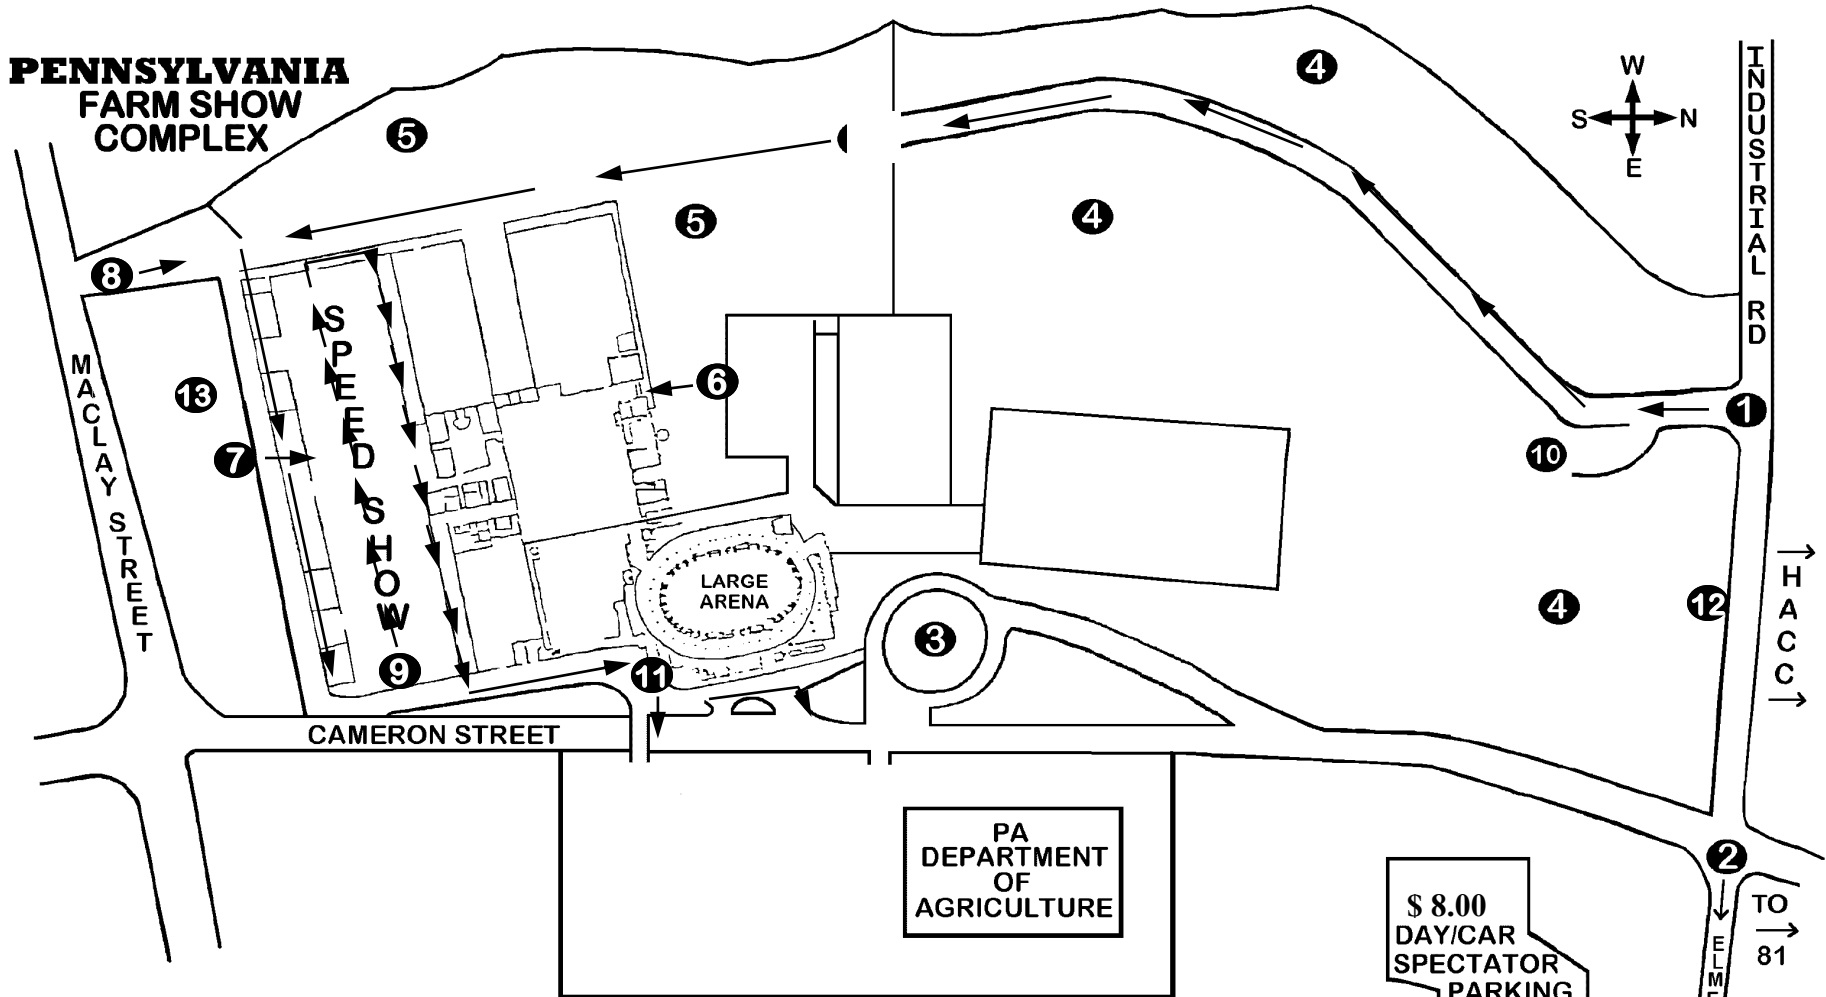 PENNSYLVANIA
FARM SHOW
COMPLEX
W
S N
E
INDUSTRIAL RD
4
5
5
4
8
13
7
6
1
10
SPEED SHOW
MACLAY STREET
LARGE
ARENA
3
4
12
HACC
9
11
CAMERON STREET
PA
DEPARTMENT
OF
AGRICULTURE
2
TO
81
$ 8.00
DAY/CAR
SPECTATOR
PARKING